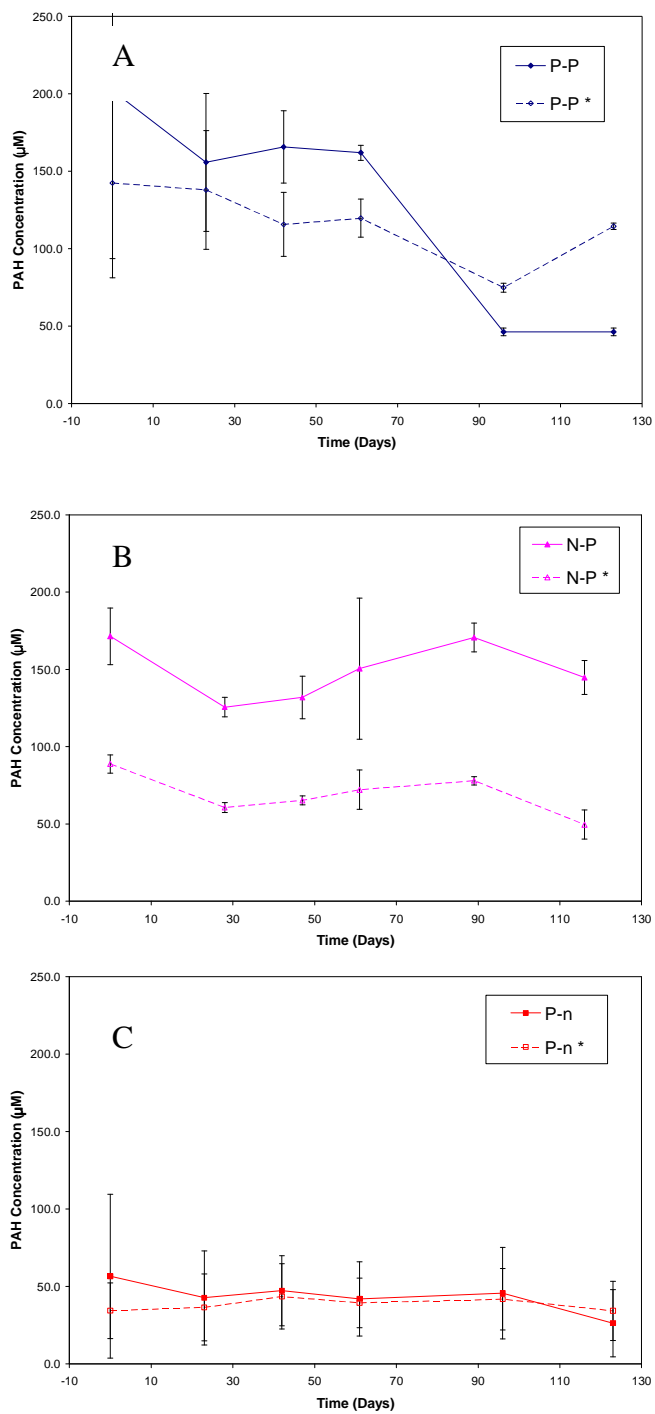 250.0
A
P-P
P-P *
200.0
150.0
100.0
50.0
0.0
PAH Concentration (µM)
-10 10 30 50 70 90 110 130
Time (Days)
250.0
B
N-P
N-P *
200.0
150.0
100.0
50.0
0.0
PAH Concentration (µM)
-10 10 30 50 70 90 110 130
Time (Days)
250.0
C
P-n
P-n *
200.0
150.0
100.0
50.0
0.0
PAH Concentration (µM)
-10 10 30 50 70 90 110 130
Time (Days)